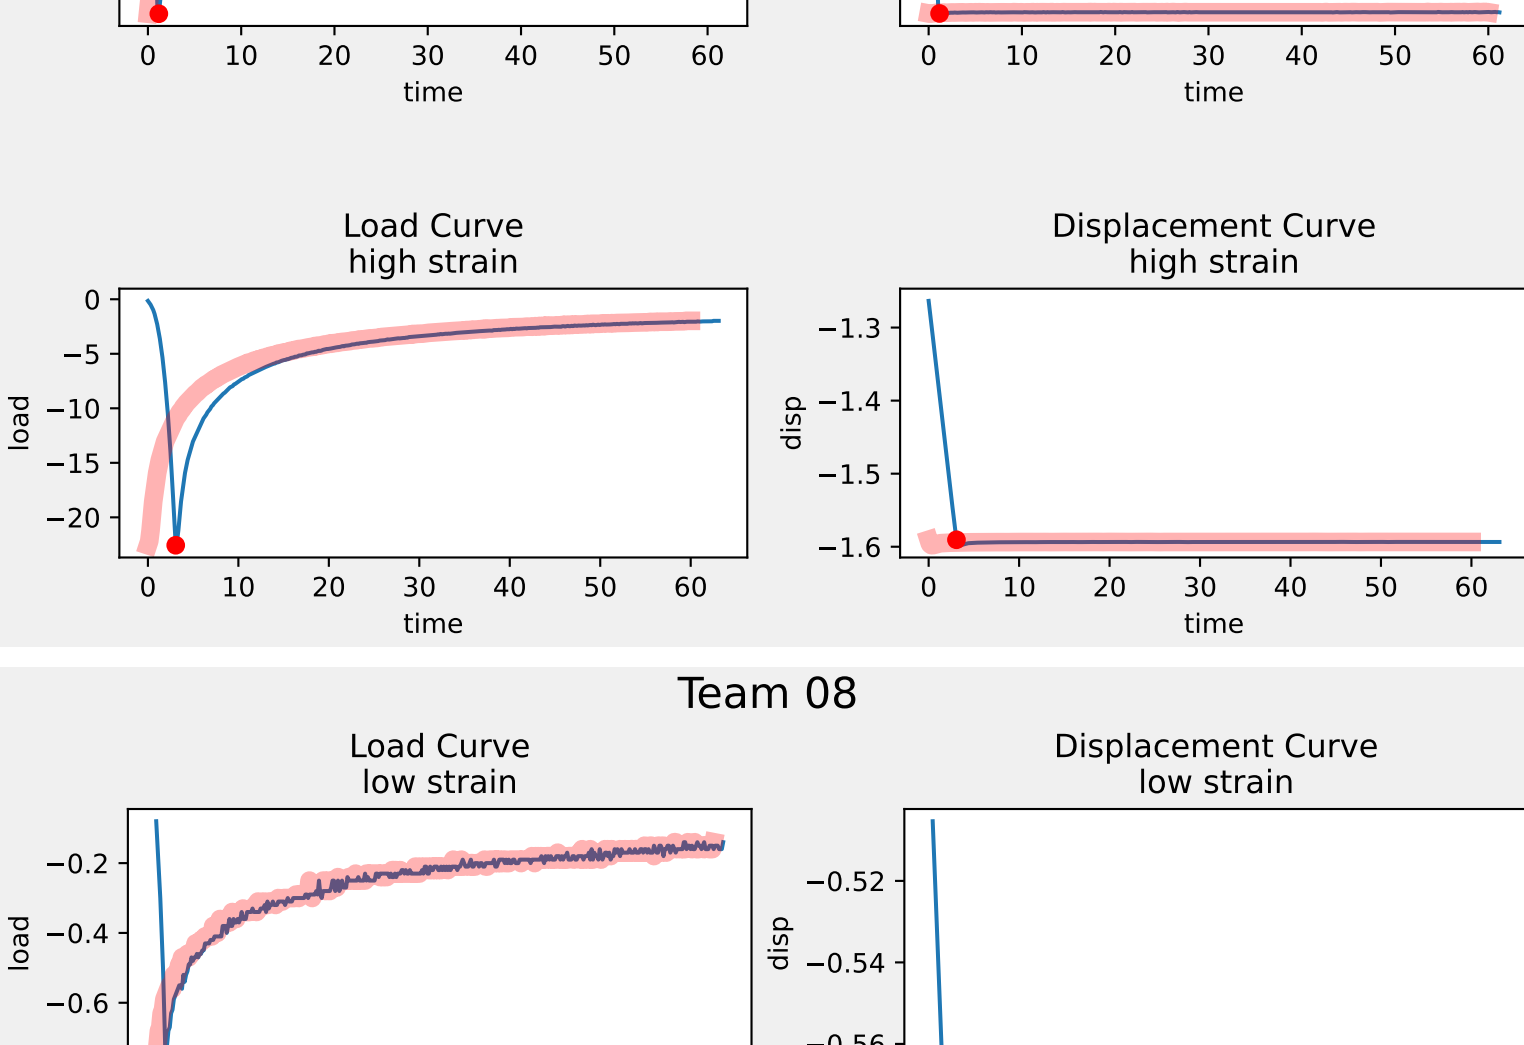 0 10 20 30 40 50 60
time
0 10 20 30 40 50 60
time
Load Curve
high strain
0
−5
−10
−15
−20
load
0 10 20 30 40 50 60
time
Displacement Curve
high strain
−1.3
−1.4
−1.5
−1.6
disp
0 10 20 30 40 50 60
time
Team 08
Load Curve
low strain
−0.2
−0.4
−0.6
load
Displacement Curve
low strain
−0.52
−0.54
−0.56
disp